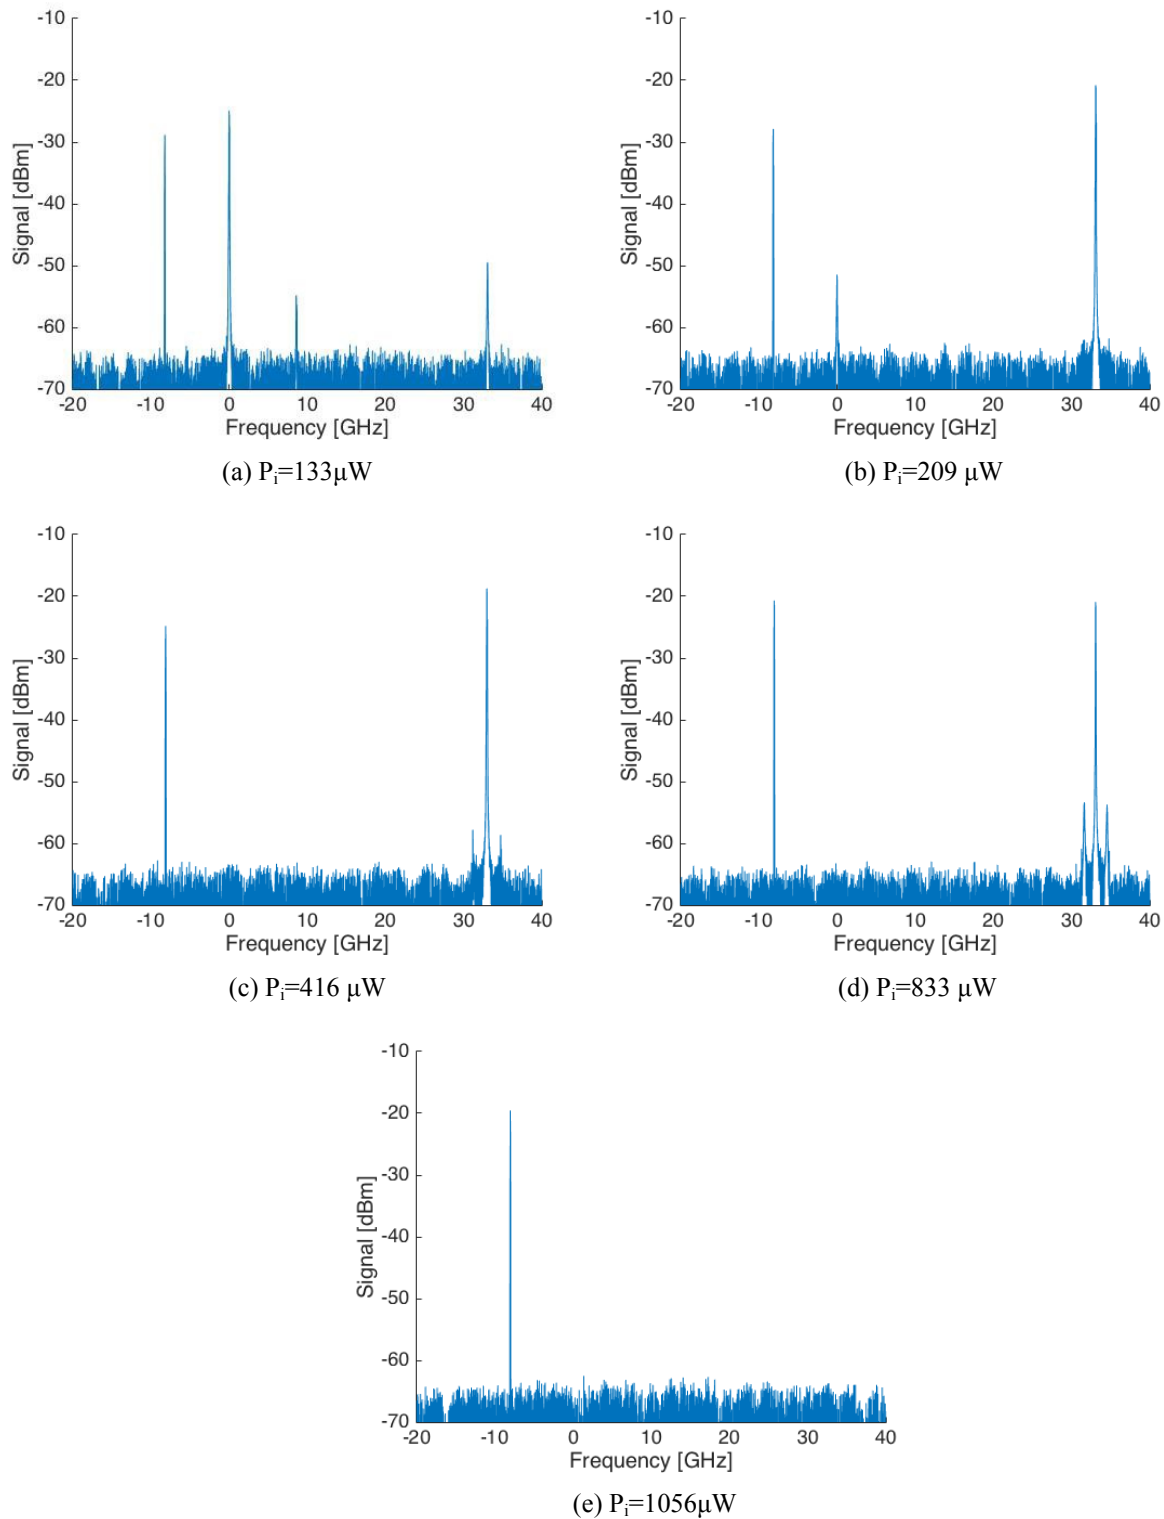 -10
-20
-30
-40
-50
-60
-70
Signal [dBm]
-20 -10 0 10 20 30 40
Frequency [GHz]
(a) Pᵢ=133μW
-10
-20
-30
-40
-50
-60
-70
Signal [dBm]
-20 -10 0 10 20 30 40
Frequency [GHz]
(b) Pᵢ=209 μW
-10
-20
-30
-40
-50
-60
-70
Signal [dBm]
-20 -10 0 10 20 30 40
Frequency [GHz]
(c) Pᵢ=416 μW
-10
-20
-30
-40
-50
-60
-70
Signal [dBm]
-20 -10 0 10 20 30 40
Frequency [GHz]
(d) Pᵢ=833 μW
-10
-20
-30
-40
-50
-60
-70
Signal [dBm]
-20 -10 0 10 20 30 40
Frequency [GHz]
(e) Pᵢ=1056μW